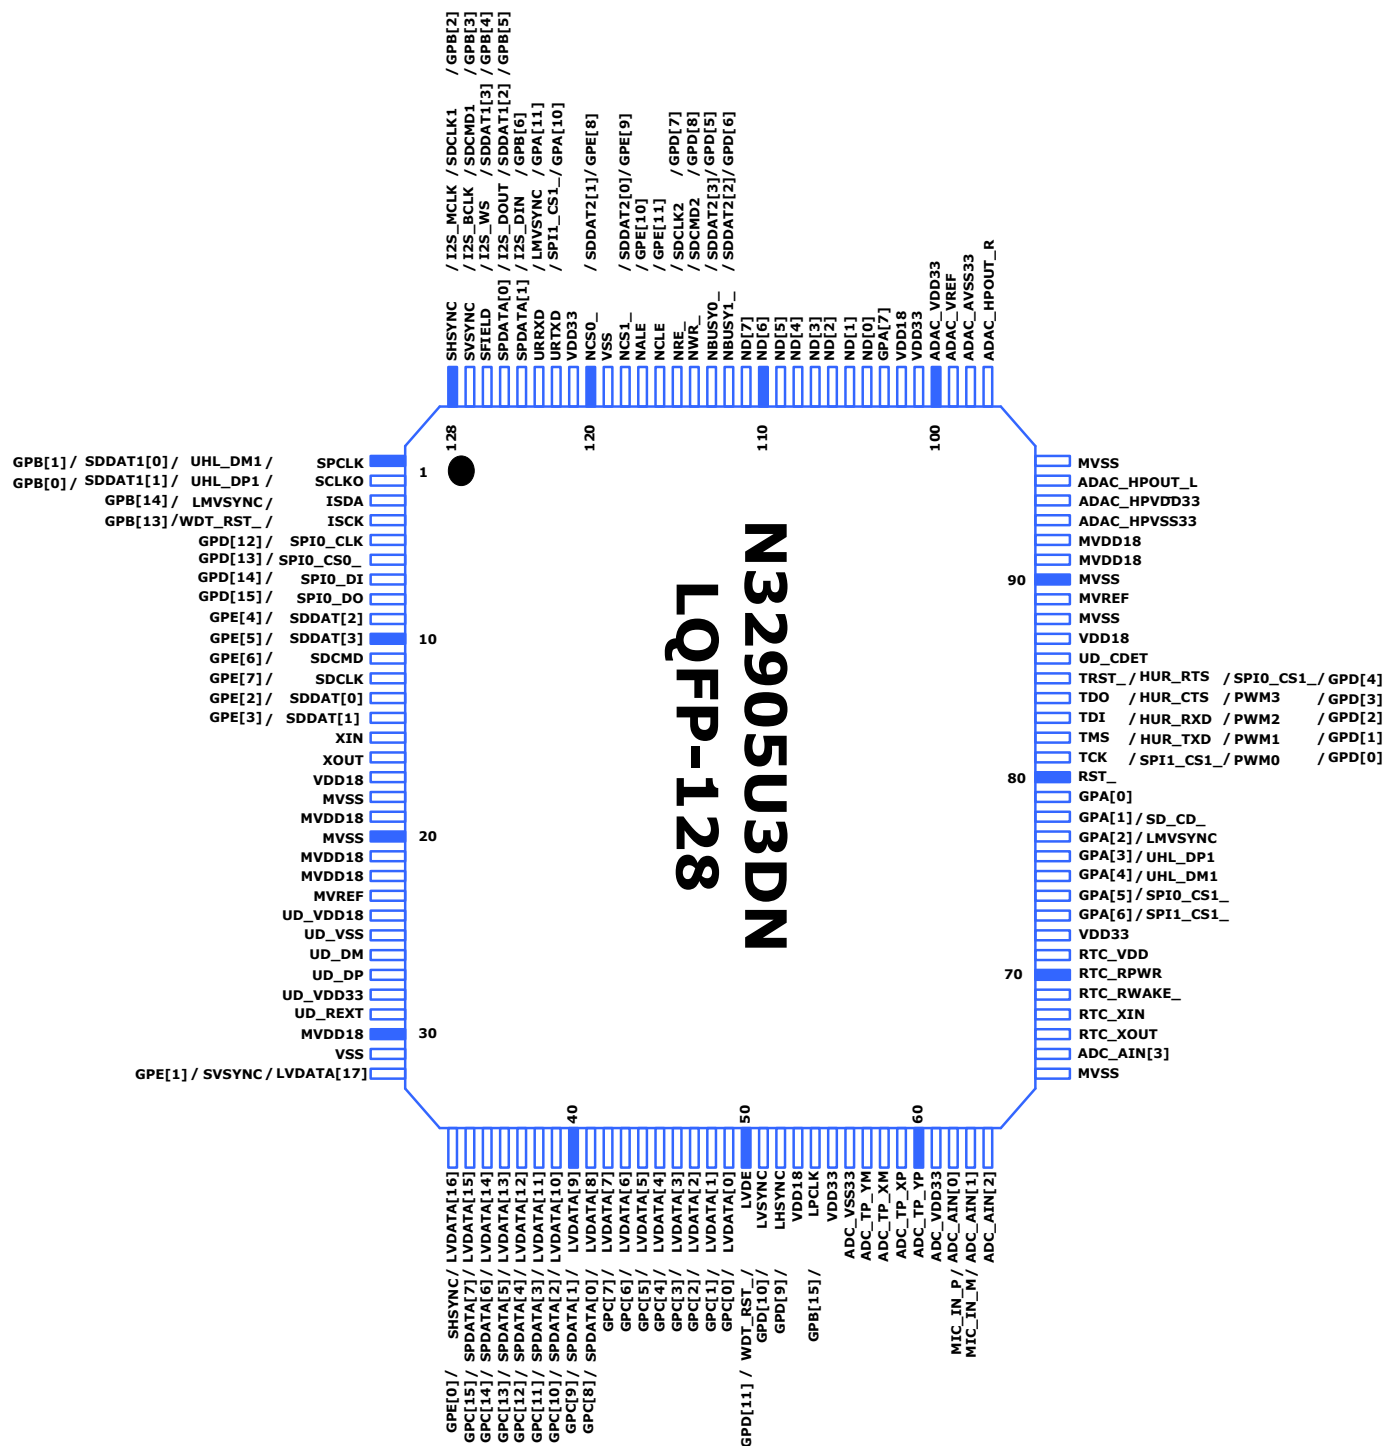 SHSYNC / I2S_MCLK / SDCLK1 / GPB[2]
SVSYNC / I2S_BCLK / SDCMD1 / GPB[3]
SFIELD / I2S_WS / SDDAT1[3] / GPB[4]
SPDATA[0] / I2S_DOUT / SDDAT1[2] / GPB[5]
SPDATA[1] / I2S_DIN / GPB[6]
URRXD / LMVSYNC / GPA[11]
URTXD / SPI1_CS1_ / GPA[10]
VDD33
NCS0_ / SDDAT2[1] / GPE[8]
VSS
NCS1_ / SDDAT2[0] / GPE[9]
NALE / GPE[10]
NCLE / GPE[11]
NRE_ / SDCLK2 / GPD[7]
NWR_ / SDCMD2 / GPD[8]
NBUSY0_ / SDDAT2[3] / GPD[5]
NBUSY1_ / SDDAT2[2] / GPD[6]
ND[7]
ND[6]
ND[5]
ND[4]
ND[3]
ND[2]
ND[1]
ND[0]
GPA[7]
VDD18
VDD33
ADAC_VDD33
ADAC_VREF
ADAC_AVSS33
ADAC_HPOUT_R
128
120
110
100
GPB[1] / SDDAT1[0] / UHL_DM1 / SPCLK
1
GPB[0] / SDDAT1[1] / UHL_DP1 / SCLKO
GPB[14] / LMVSYNC / ISDA
GPB[13] / WDT_RST_ / ISCK
GPD[12] / SPI0_CLK
GPD[13] / SPI0_CS0_
GPD[14] / SPI0_DI
GPD[15] / SPI0_DO
GPE[4] / SDDAT[2]
GPE[5] / SDDAT[3]
10
GPE[6] / SDCMD
GPE[7] / SDCLK
GPE[2] / SDDAT[0]
GPE[3] / SDDAT[1]
XIN
XOUT
VDD18
MVSS
MVDD18
MVSS
20
MVDD18
MVDD18
MVREF
UD_VDD18
UD_VSS
UD_DM
UD_DP
UD_VDD33
UD_REXT
MVDD18
30
VSS
GPE[1] / SVSYNC / LVDATA[17]
N32905U3DN
LQFP-128
MVSS
ADAC_HPOUT_L
ADAC_HPVDD33
ADAC_HPVSS33
MVDD18
MVDD18
90
MVSS
MVREF
MVSS
VDD18
UD_CDET
TRST_ / HUR_RTS / SPI0_CS1_ / GPD[4]
TDO / HUR_CTS / PWM3 / GPD[3]
TDI / HUR_RXD / PWM2 / GPD[2]
TMS / HUR_TXD / PWM1 / GPD[1]
TCK / SPI1_CS1_ / PWM0 / GPD[0]
80
RST_
GPA[0]
GPA[1] / SD_CD_
GPA[2] / LMVSYNC
GPA[3] / UHL_DP1
GPA[4] / UHL_DM1
GPA[5] / SPI0_CS1_
GPA[6] / SPI1_CS1_
VDD33
RTC_VDD
70
RTC_RPWR
RTC_RWAKE_
RTC_XIN
RTC_XOUT
ADC_AIN[3]
MVSS
40
50
60
GPE[0] / SHSYNC / LVDATA[16]
GPC[15] / SPDATA[7] / LVDATA[15]
GPC[14] / SPDATA[6] / LVDATA[14]
GPC[13] / SPDATA[5] / LVDATA[13]
GPC[12] / SPDATA[4] / LVDATA[12]
GPC[11] / SPDATA[3] / LVDATA[11]
GPC[10] / SPDATA[2] / LVDATA[10]
GPC[9] / SPDATA[1] / LVDATA[9]
GPC[8] / SPDATA[0] / LVDATA[8]
GPC[7] / LVDATA[7]
GPC[6] / LVDATA[6]
GPC[5] / LVDATA[5]
GPC[4] / LVDATA[4]
GPC[3] / LVDATA[3]
GPC[2] / LVDATA[2]
GPC[1] / LVDATA[1]
GPC[0] / LVDATA[0]
GPD[11] / WDT_RST_ / LVDE
GPD[10] / LVSYNC
GPD[9] / LHSYNC
VDD18
GPB[15] / LPCLK
VDD33
ADC_VSS33
ADC_TP_YM
ADC_TP_XM
ADC_TP_XP
ADC_TP_YP
ADC_VDD33
MIC_IN_P / ADC_AIN[0]
MIC_IN_M / ADC_AIN[1]
ADC_AIN[2]